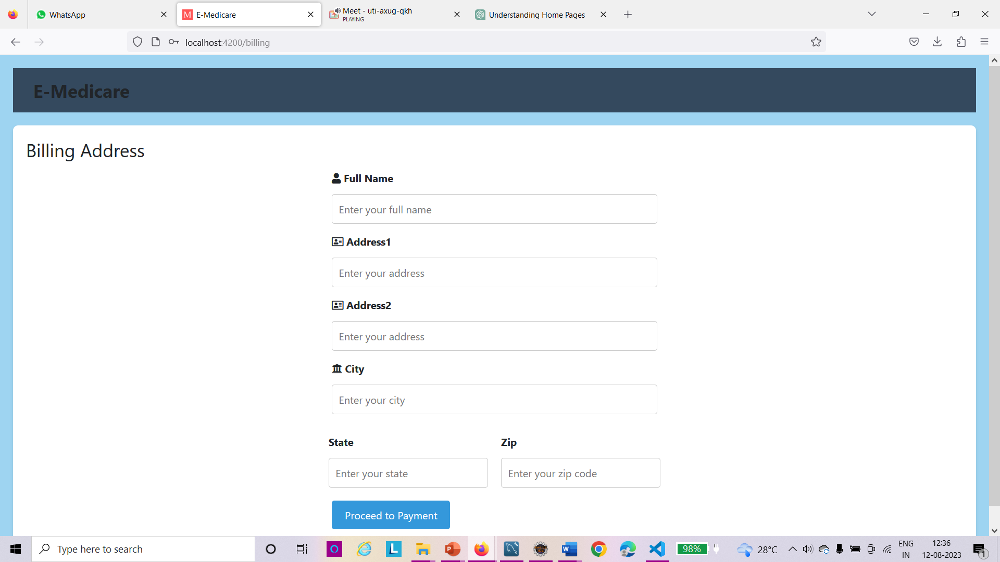 WhatsApp
E-Medicare
Meet - uti-axug-qkh
PLAYING
Understanding Home Pages
localhost:4200/billing
E-Medicare
Billing Address
Full Name
Enter your full name
Address1
Enter your address
Address2
Enter your address
City
Enter your city
State Zip
Enter your state Enter your zip code
Proceed to Payment
Type here to search
98%
28°C
ENG
IN
12:36
12-08-2023
1